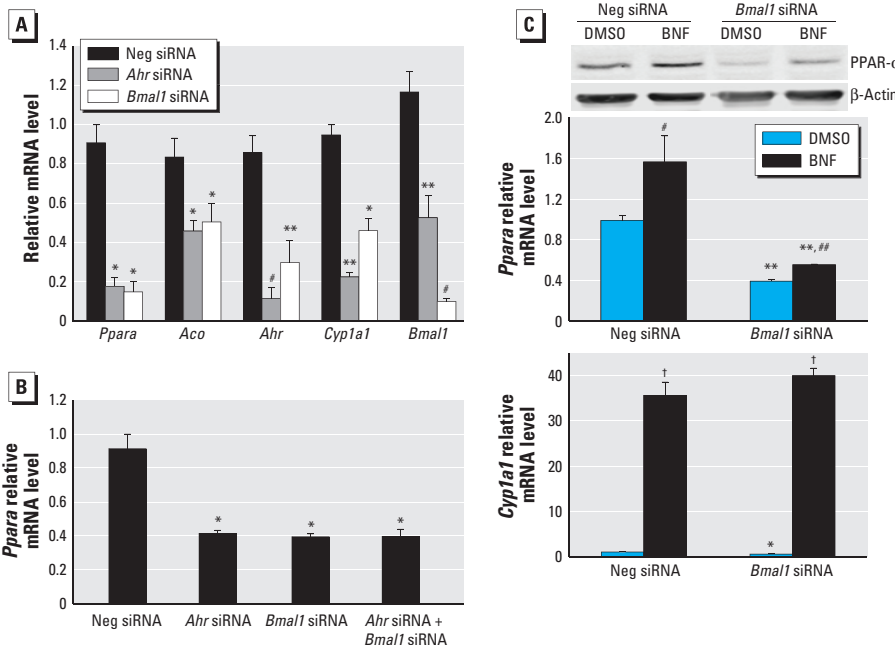 A
Relative mRNA level
1.4
1.2
1.0
0.8
0.6
0.4
0.2
0
Neg siRNA
Ahr siRNA
Bmal1 siRNA
* *
* *
# **
** *
** #
Ppara Aco Ahr Cyp1a1 Bmal1
B
Ppara relative
mRNA level
1.2
1.0
0.8
0.6
0.4
0.2
0
* * *
Neg siRNA Ahr siRNA Bmal1 siRNA Ahr siRNA +
Bmal1 siRNA
C
Neg siRNA Bmal1 siRNA
DMSO BNF DMSO BNF
PPAR-α
β-Actin
Ppara relative
mRNA level
2.0
1.6
1.2
0.8
0.4
0
DMSO
BNF
#
** **,##
Neg siRNA Bmal1 siRNA
Cyp1a1 relative
mRNA level
40
30
20
10
0
† †
*
Neg siRNA Bmal1 siRNA